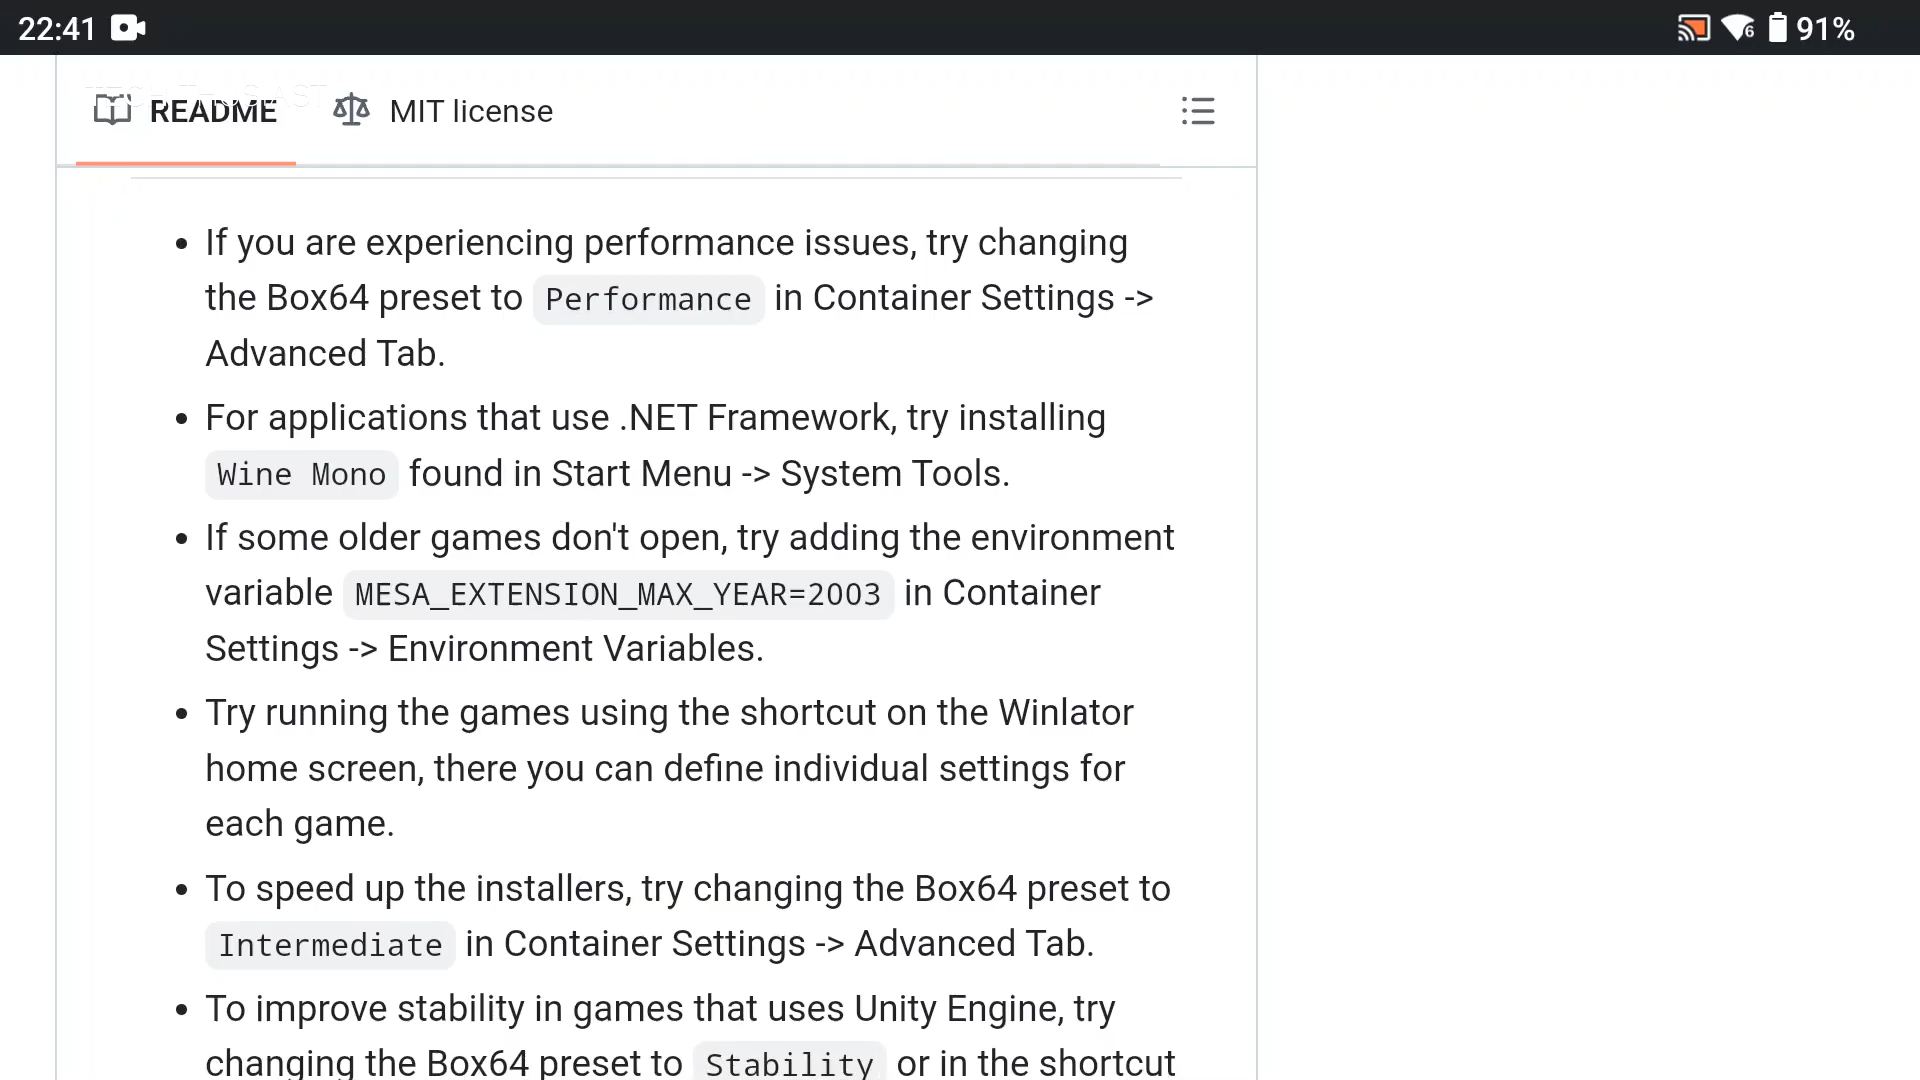 22:41
91%
README MIT license
If you are experiencing performance issues, try changing
the Box64 preset to Performance in Container Settings ->
Advanced Tab.
For applications that use .NET Framework, try installing
Wine Mono found in Start Menu -> System Tools.
If some older games don't open, try adding the environment
variable MESA_EXTENSION_MAX_YEAR=2003 in Container
Settings -> Environment Variables.
Try running the games using the shortcut on the Winlator
home screen, there you can define individual settings for
each game.
To speed up the installers, try changing the Box64 preset to
Intermediate in Container Settings -> Advanced Tab.
To improve stability in games that uses Unity Engine, try
changing the Box64 preset to Stability or in the shortcut